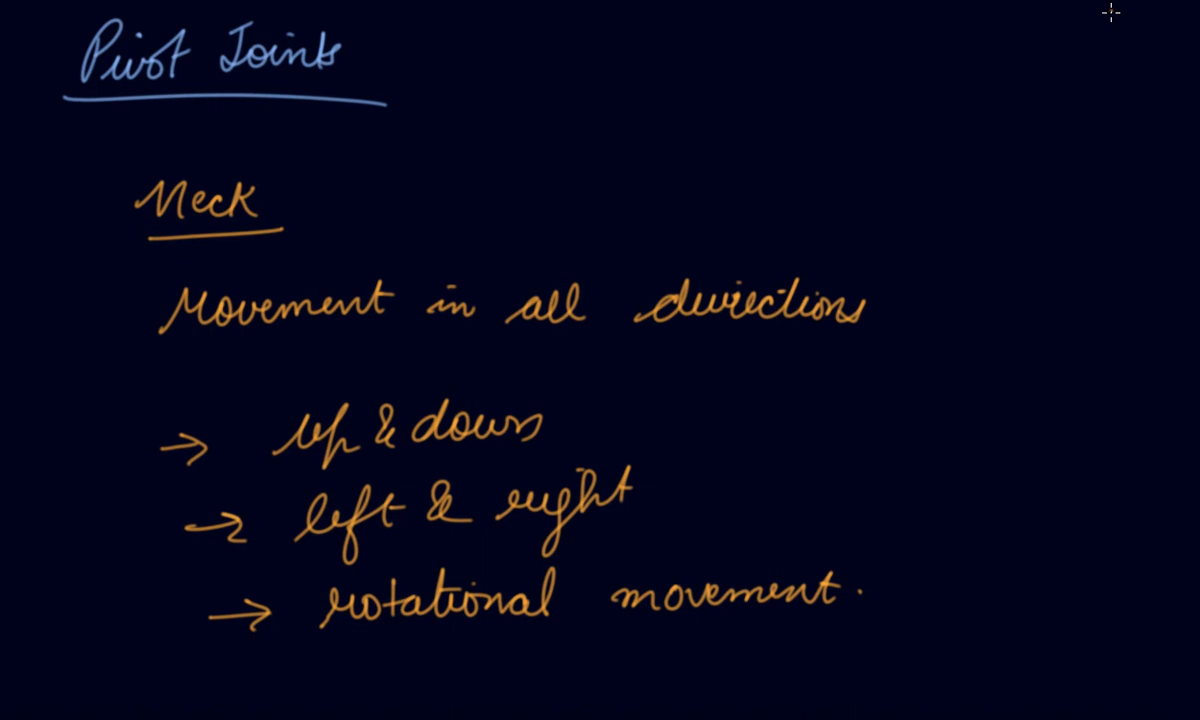 Pivot Joints
Neck
Movement in all directions
→ up & down
→ left & right
→ rotational movement.